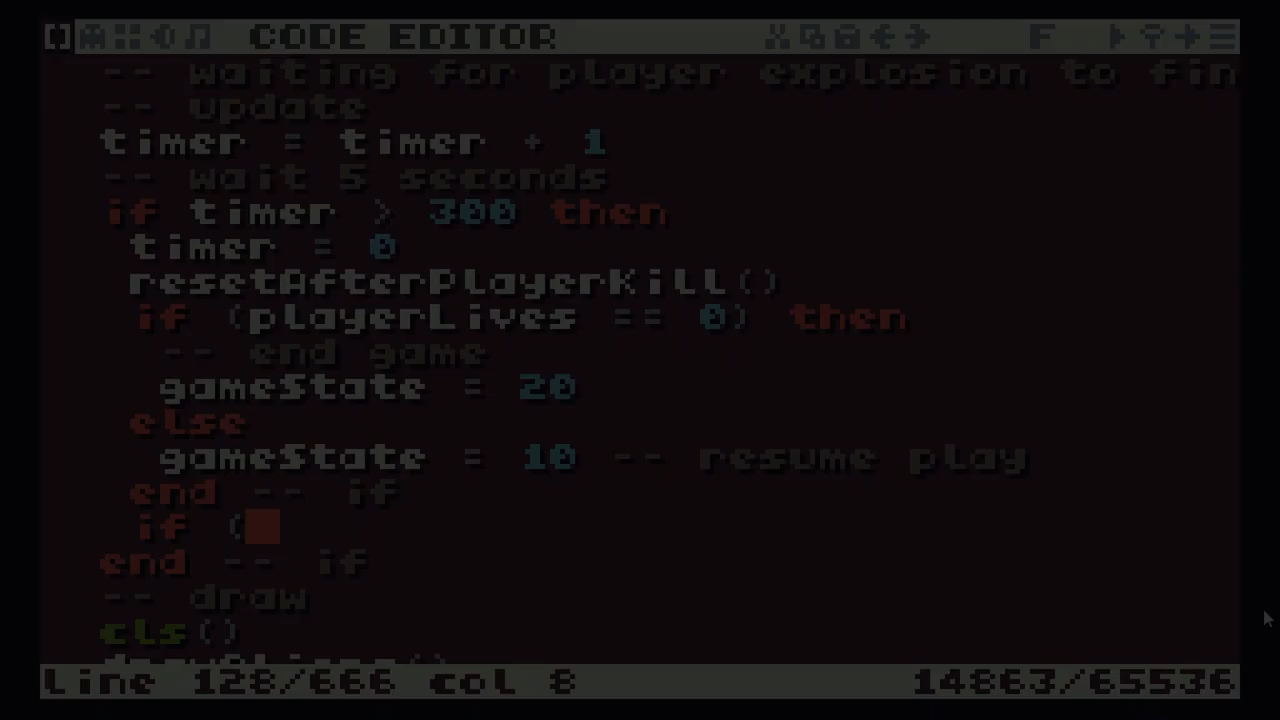 CODE EDITOR F
-- waiting for player explosion to fin
-- update
timer = timer + 1
-- wait 5 seconds
if timer > 300 then
timer = 0
resetAfterPlayerKill()
if (playerLives == 0) then
-- end game
gameState = 20
else
gameState = 10 -- resume play
end -- if
if (
end -- if
-- draw
cls()
line 128/666 col 8 14863/65536